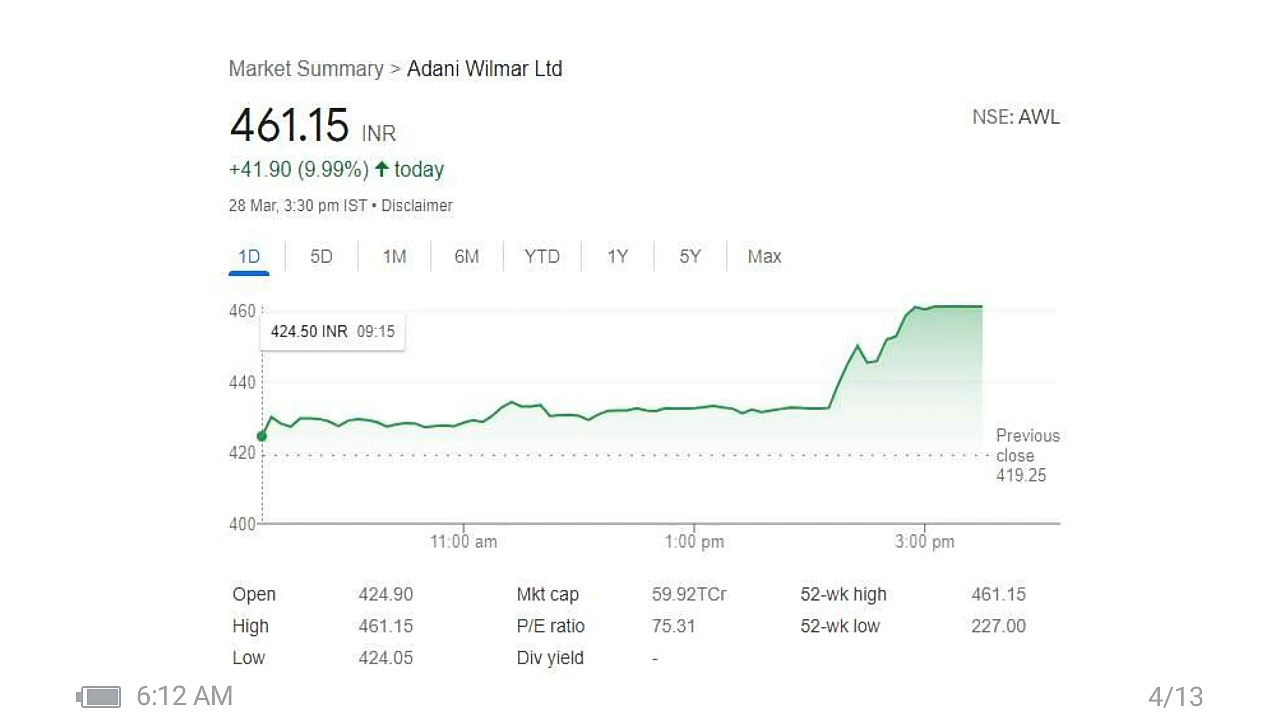 Market Summary > Adani Wilmar Ltd
461.15 INR
NSE: AWL
+41.90 (9.99%) ↑ today
28 Mar, 3:30 pm IST • Disclaimer
1D 5D 1M 6M YTD 1Y 5Y Max
460
424.50 INR 09:15
440
420
Previous
close
419.25
400
11:00 am 1:00 pm 3:00 pm
Open 424.90 Mkt cap 59.92TCr 52-wk high 461.15
High 461.15 P/E ratio 75.31 52-wk low 227.00
Low 424.05 Div yield -
6:12 AM 4/13